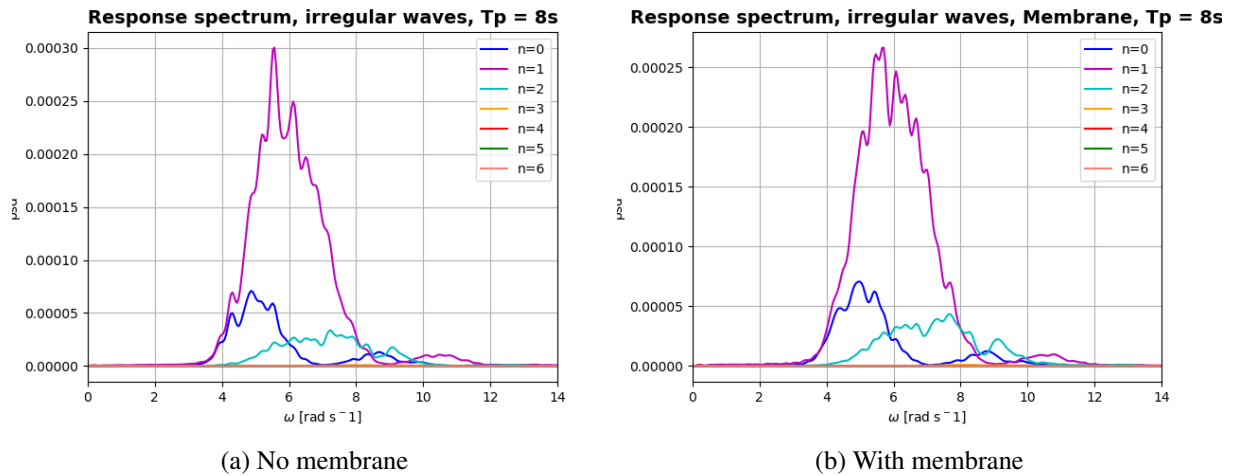 Response spectrum, irregular waves, Tp = 8s
0.00030
0.00025
0.00020
0.00015
0.00010
0.00005
0.00000
psd
n=0
n=1
n=2
n=3
n=4
n=5
n=6
0 2 4 6 8 10 12 14
ω [rad s⁻1]
(a) No membrane
Response spectrum, irregular waves, Membrane, Tp = 8s
0.00025
0.00020
0.00015
0.00010
0.00005
0.00000
psd
n=0
n=1
n=2
n=3
n=4
n=5
n=6
0 2 4 6 8 10 12 14
ω [rad s⁻1]
(b) With membrane